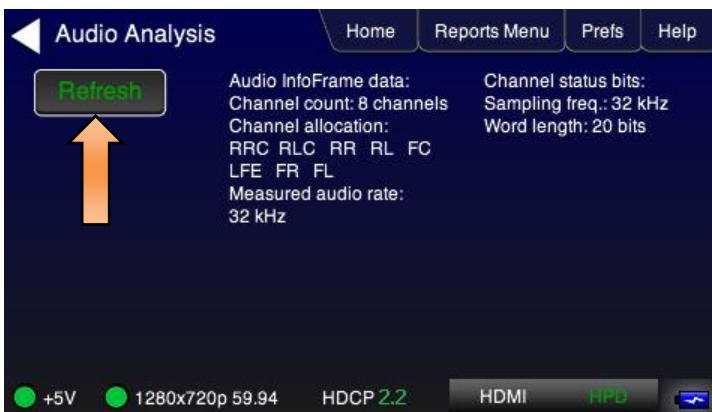 Audio Analysis
Home
Reports Menu
Prefs
Help
Refresh
Audio InfoFrame data:
Channel count: 8 channels
Channel allocation:
RRC RLC RR RL FC
LFE FR FL
Measured audio rate:
32 kHz
Channel status bits:
Sampling freq.: 32 kHz
Word length: 20 bits
+5V
1280x720p 59.94
HDCP 2.2
HDMI
HPD